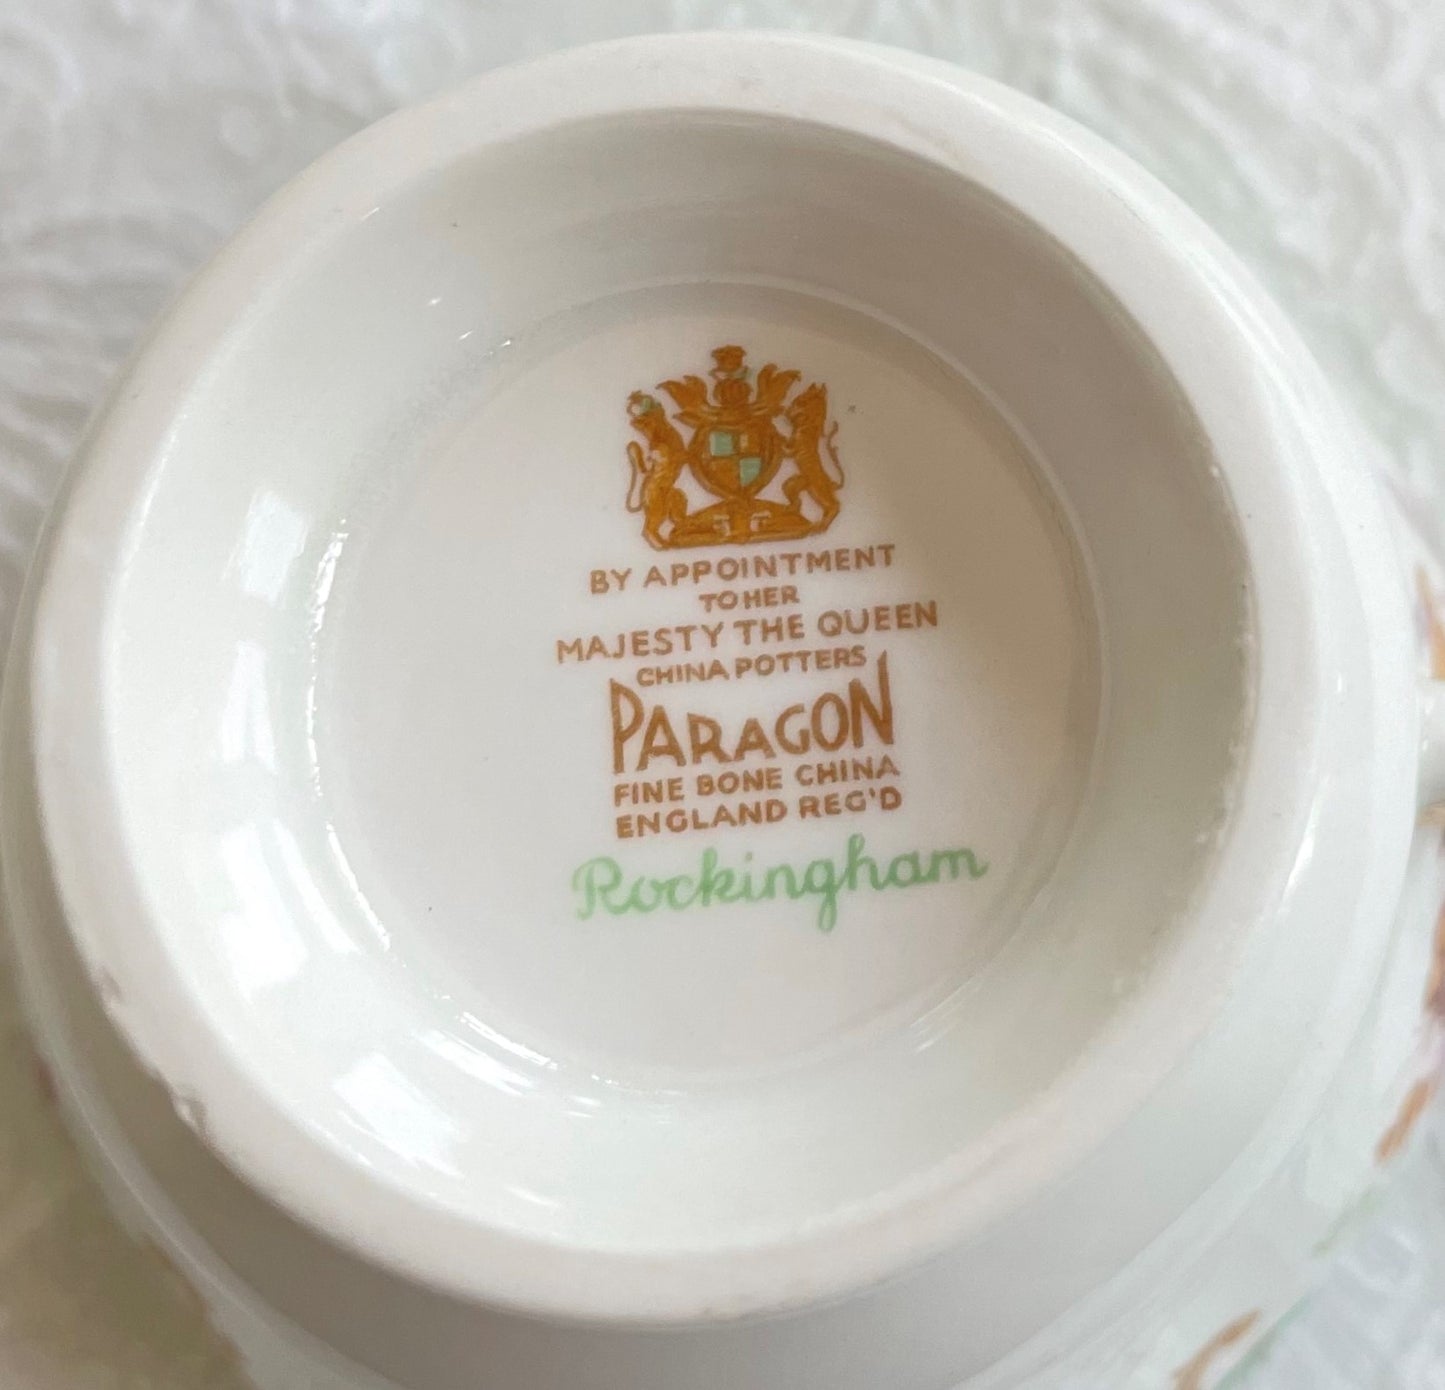 BY APPOINTMENT
TO HER
MAJESTY THE QUEEN
CHINA POTTERS
PARAGON
FINE BONE CHINA
ENGLAND REG'D
Rockingham